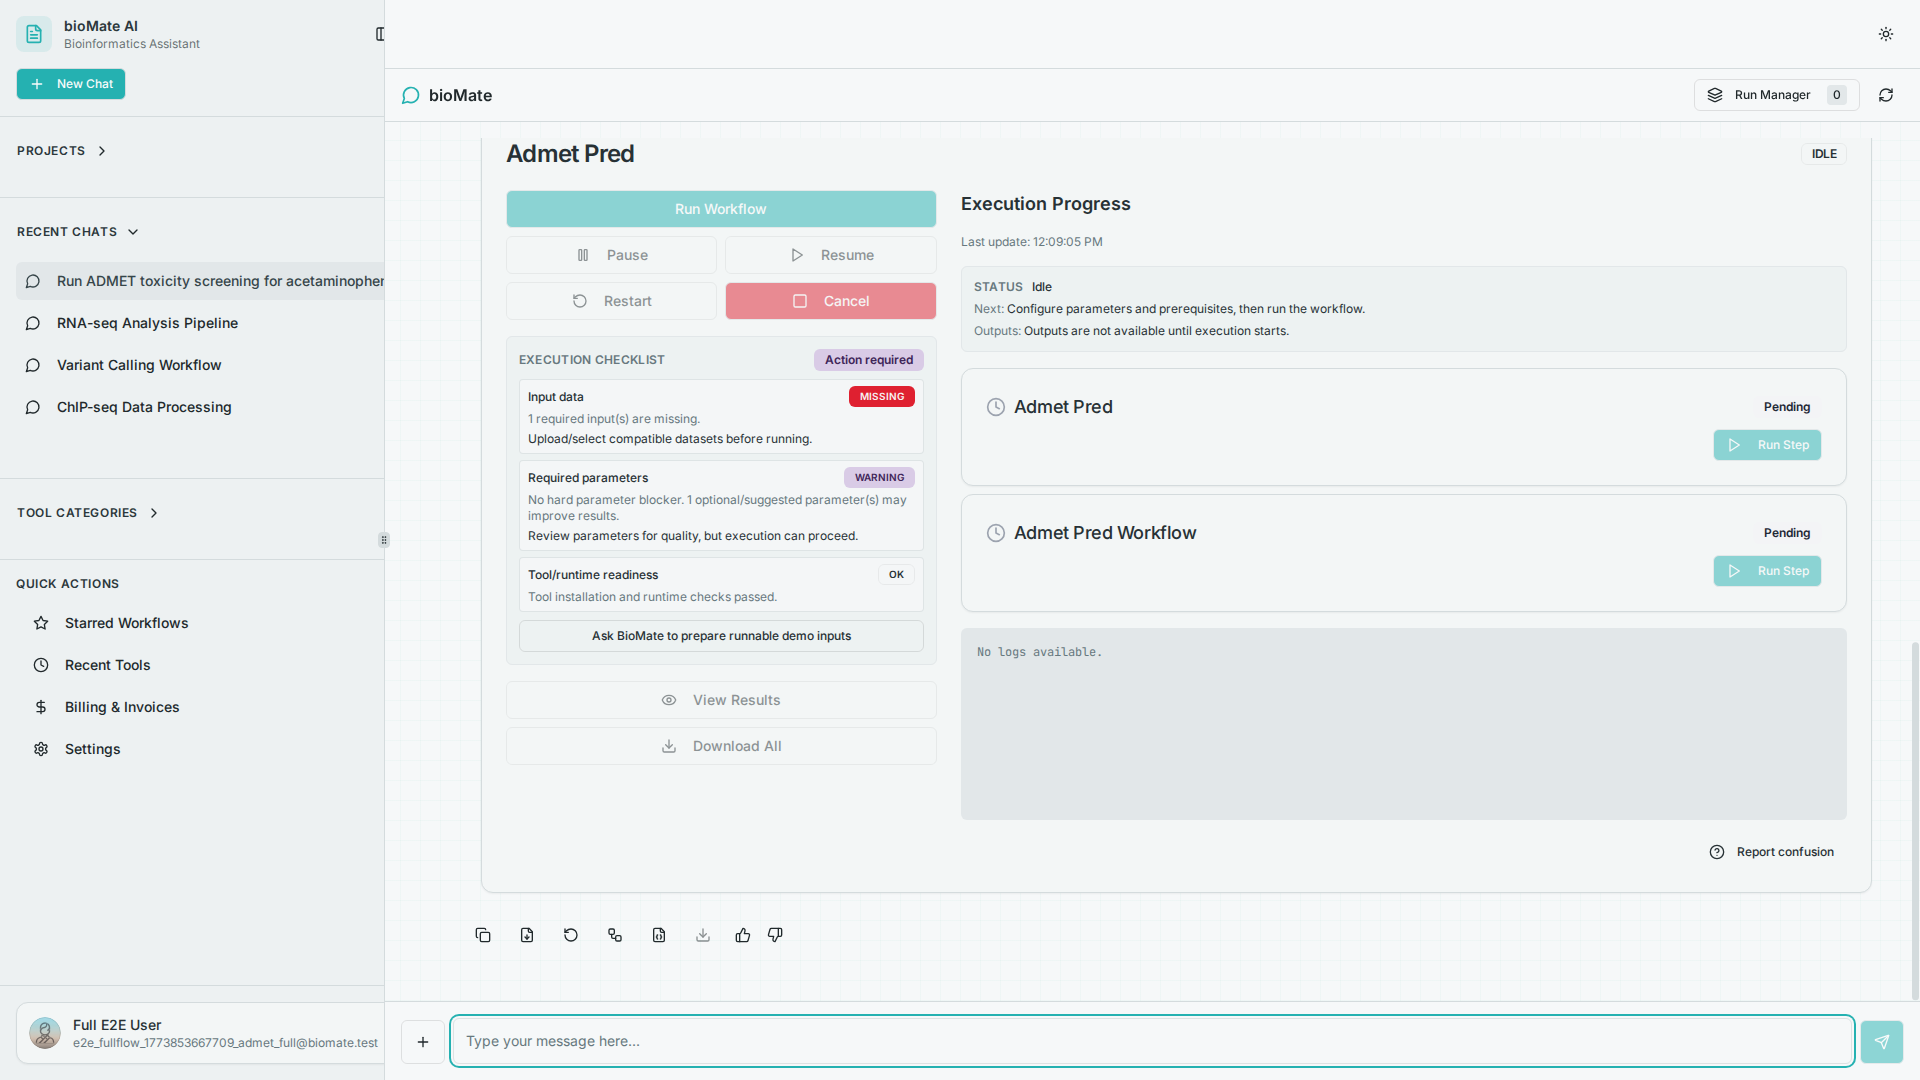 bioMate AI
Bioinformatics Assistant
New Chat
PROJECTS
RECENT CHATS
Run ADMET toxicity screening for acetaminophen
RNA-seq Analysis Pipeline
Variant Calling Workflow
ChIP-seq Data Processing
TOOL CATEGORIES
QUICK ACTIONS
Starred Workflows
Recent Tools
Billing & Invoices
Settings
Full E2E User
e2e_fullflow_1773853667709_admet_full@biomate.test
bioMate
Run Manager 0
Admet Pred
IDLE
Run Workflow
Pause
Resume
Restart
Cancel
EXECUTION CHECKLIST
Action required
Input data
MISSING
1 required input(s) are missing.
Upload/select compatible datasets before running.
Required parameters
WARNING
No hard parameter blocker. 1 optional/suggested parameter(s) may
improve results.
Review parameters for quality, but execution can proceed.
Tool/runtime readiness
OK
Tool installation and runtime checks passed.
Ask BioMate to prepare runnable demo inputs
View Results
Download All
Execution Progress
Last update: 12:09:05 PM
STATUS Idle
Next: Configure parameters and prerequisites, then run the workflow.
Outputs: Outputs are not available until execution starts.
Admet Pred
Pending
Run Step
Admet Pred Workflow
Pending
Run Step
No logs available.
Report confusion
Type your message here...